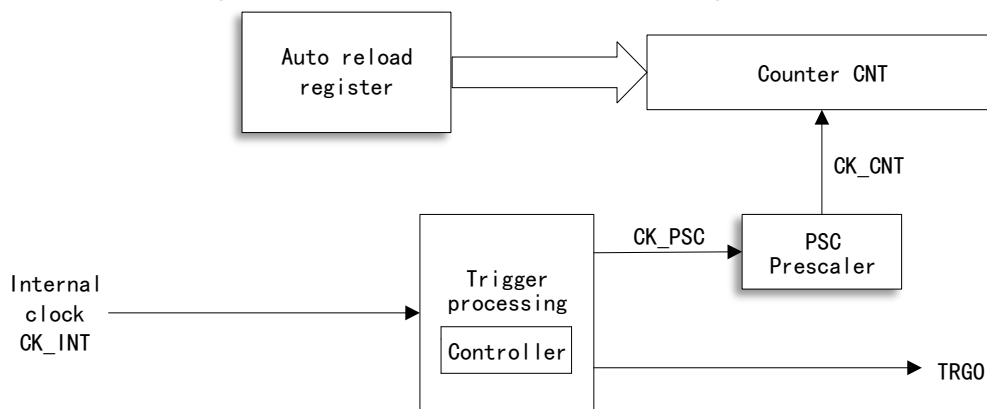 Auto reload
register
Counter CNT
CK_CNT
CK_PSC
PSC
Prescaler
Internal
clock
CK_INT
Trigger
processing
Controller
TRGO